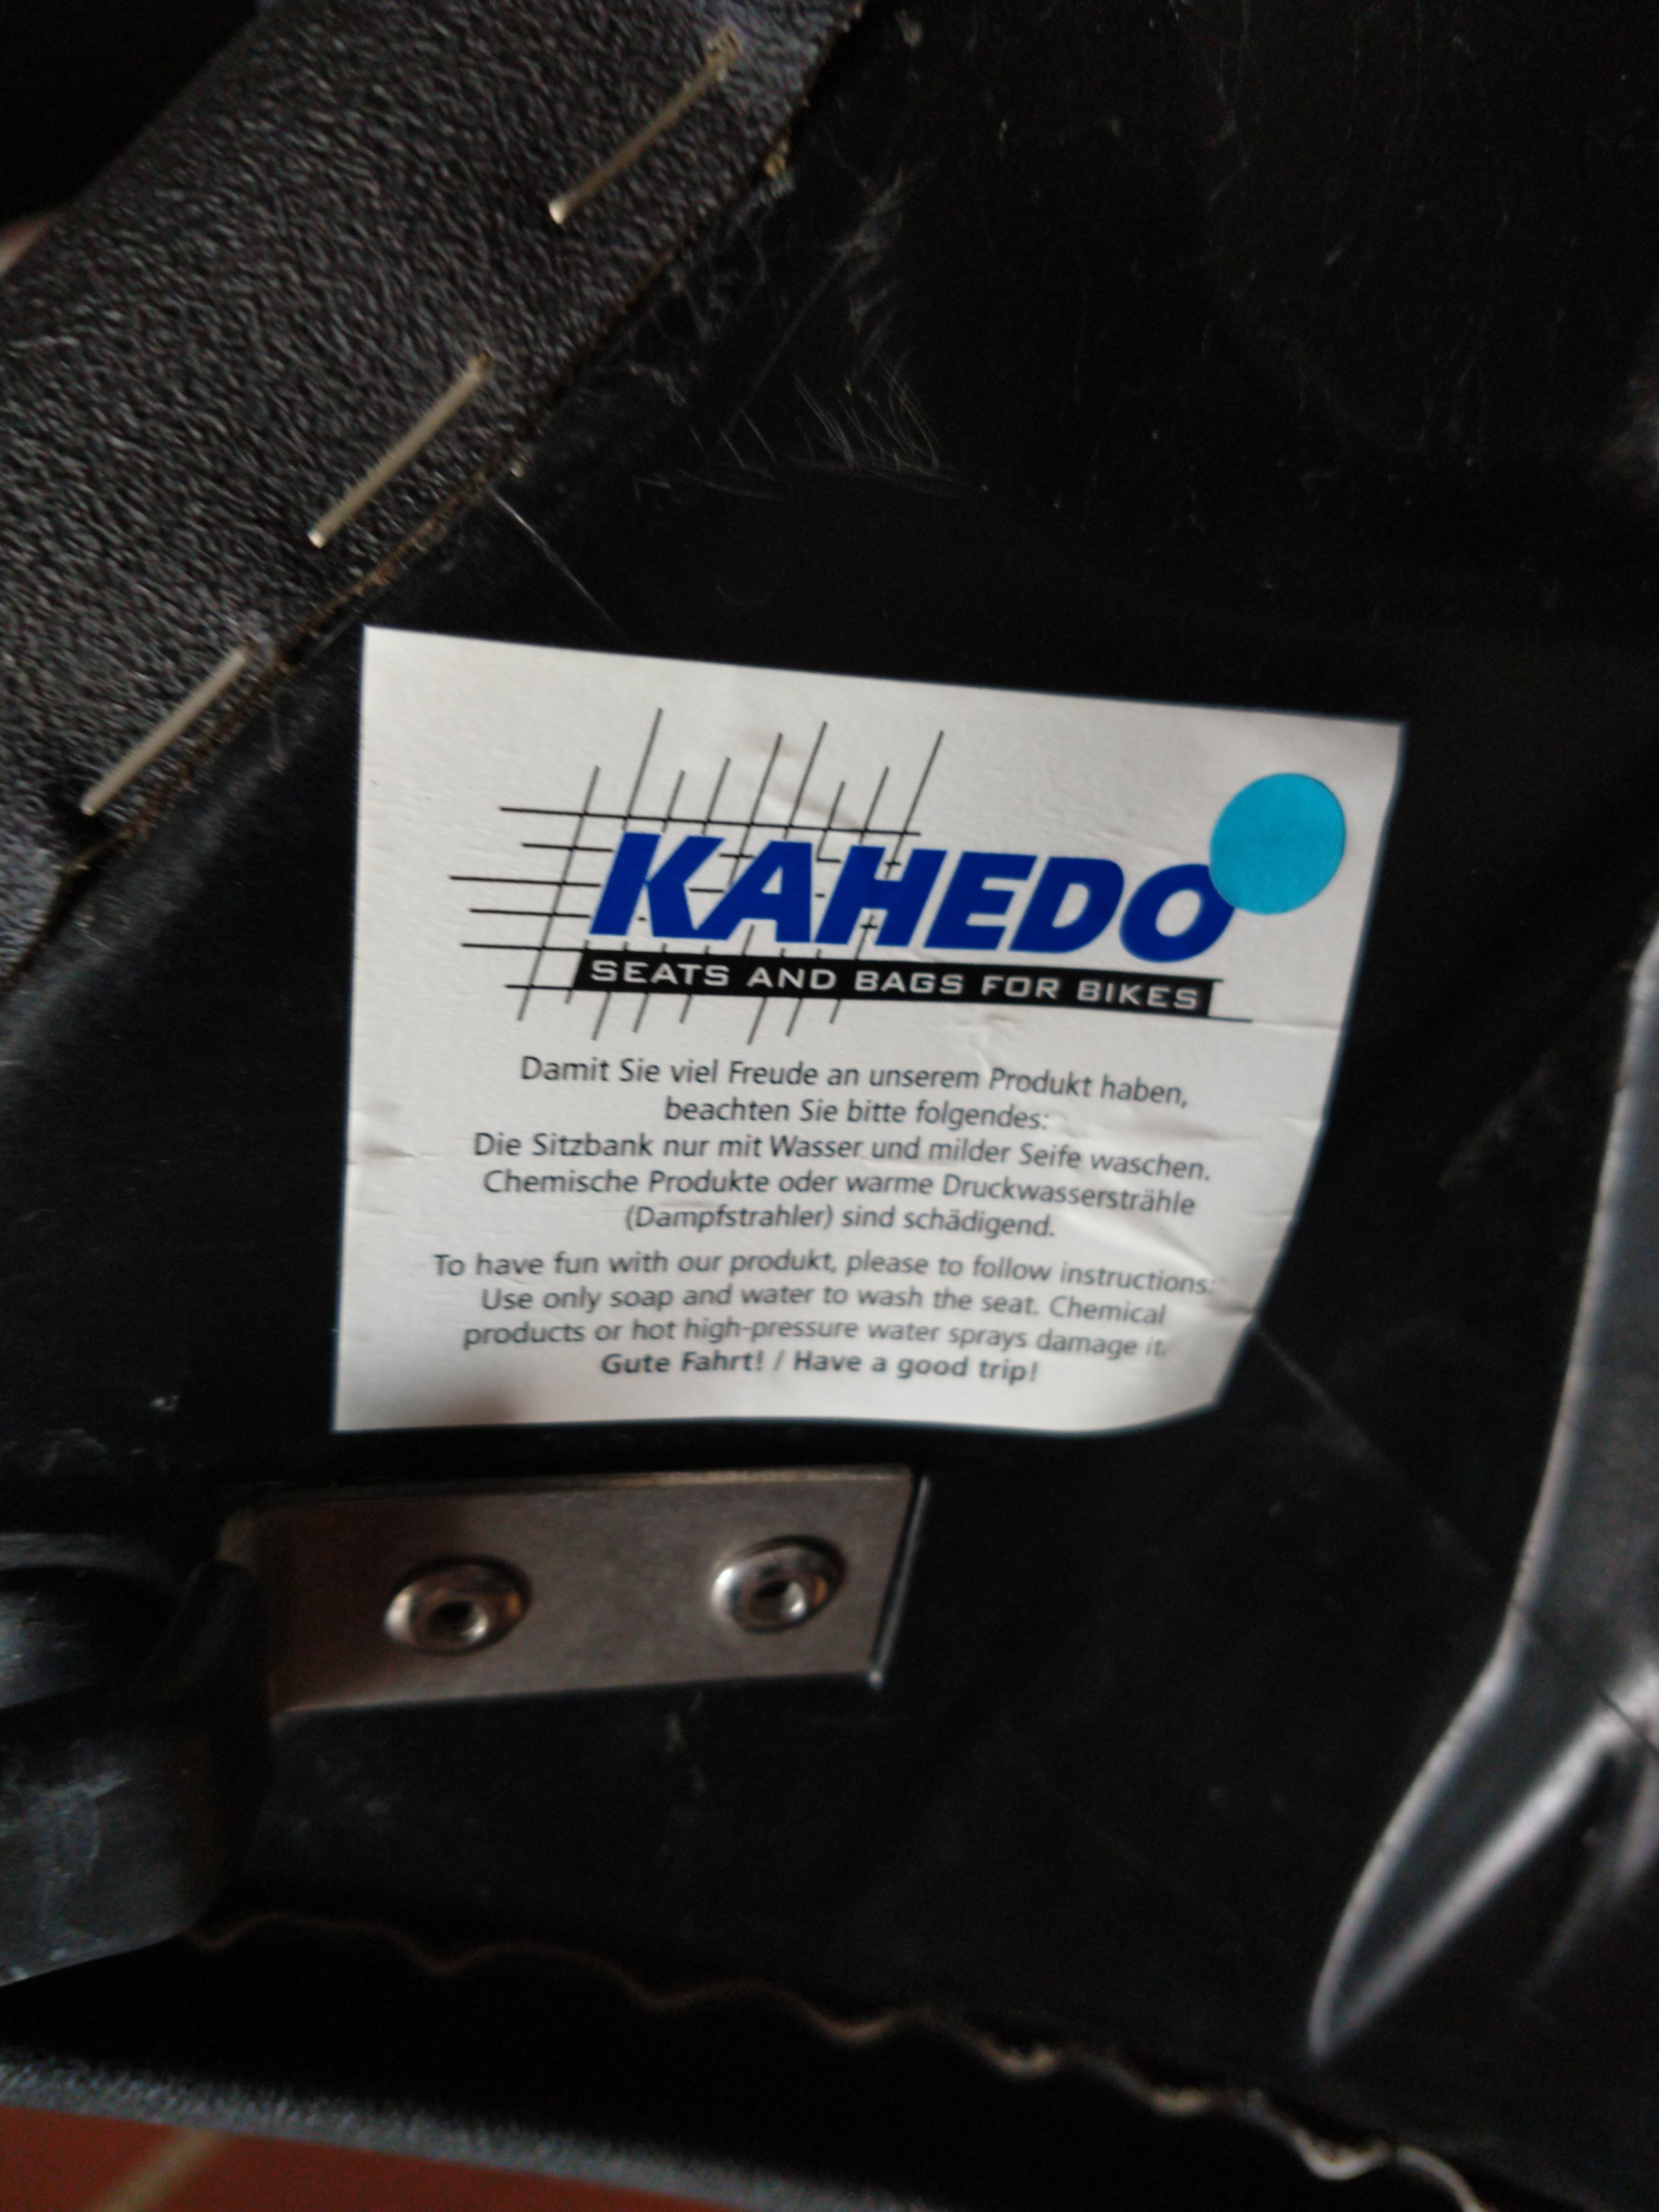 KAHEDO
SEATS AND BAGS FOR BIKES
Damit Sie viel Freude an unserem Produkt haben,
beachten Sie bitte folgendes:
Die Sitzbank nur mit Wasser und milder Seife waschen.
Chemische Produkte oder warme Druckwassersträhle
(Dampfstrahler) sind schädigend.
To have fun with our produkt, please to follow instructions:
Use only soap and water to wash the seat. Chemical
products or hot high-pressure water sprays damage it.
Gute Fahrt! / Have a good trip!